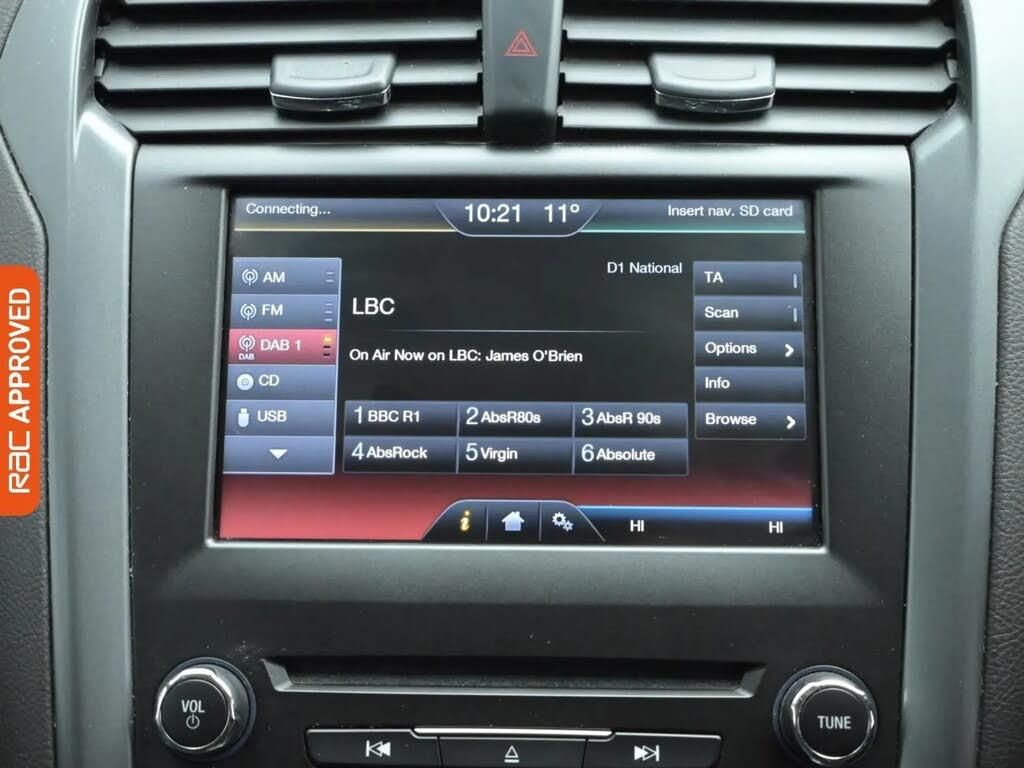 Connecting...
10:21 11°
Insert nav. SD card
D1 National
AM
FM
DAB 1
DAB
CD
USB
LBC
On Air Now on LBC: James O'Brien
TA
Scan
Options
Info
Browse
1 BBC R1
2 AbsR80s
3 AbsR 90s
4 AbsRock
5 Virgin
6 Absolute
i
HI
HI
VOL
TUNE
RAC APPROVED